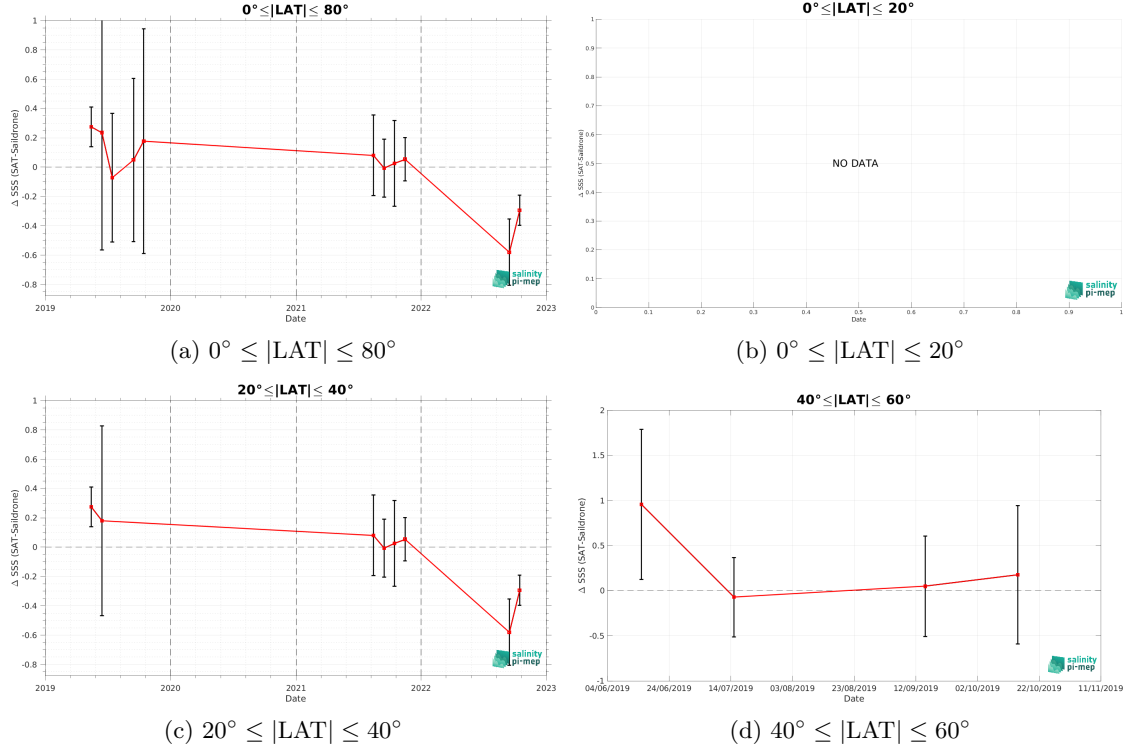 0°≤|LAT|≤ 80°
Δ SSS (SAT-Saildrone)
1
0.8
0.6
0.4
0.2
0
-0.2
-0.4
-0.6
-0.8
2019
2020
2021
2022
2023
Date
salinity
pi-mep
(a) 0° ≤ |LAT| ≤ 80°
0°≤|LAT|≤ 20°
Δ SSS (SAT-Saildrone)
1
0.9
0.8
0.7
0.6
0.5
0.4
0.3
0.2
0.1
0
NO DATA
0
0.1
0.2
0.3
0.4
0.5
0.6
0.7
0.8
0.9
1
Date
salinity
pi-mep
(b) 0° ≤ |LAT| ≤ 20°
20°≤|LAT|≤ 40°
Δ SSS (SAT-Saildrone)
1
0.8
0.6
0.4
0.2
0
-0.2
-0.4
-0.6
-0.8
2019
2020
2021
2022
2023
Date
salinity
pi-mep
(c) 20° ≤ |LAT| ≤ 40°
40°≤|LAT|≤ 60°
Δ SSS (SAT-Saildrone)
2
1.5
1
0.5
0
-0.5
-1
04/06/2019
24/06/2019
14/07/2019
03/08/2019
23/08/2019
12/09/2019
02/10/2019
22/10/2019
11/11/2019
Date
salinity
pi-mep
(d) 40° ≤ |LAT| ≤ 60°